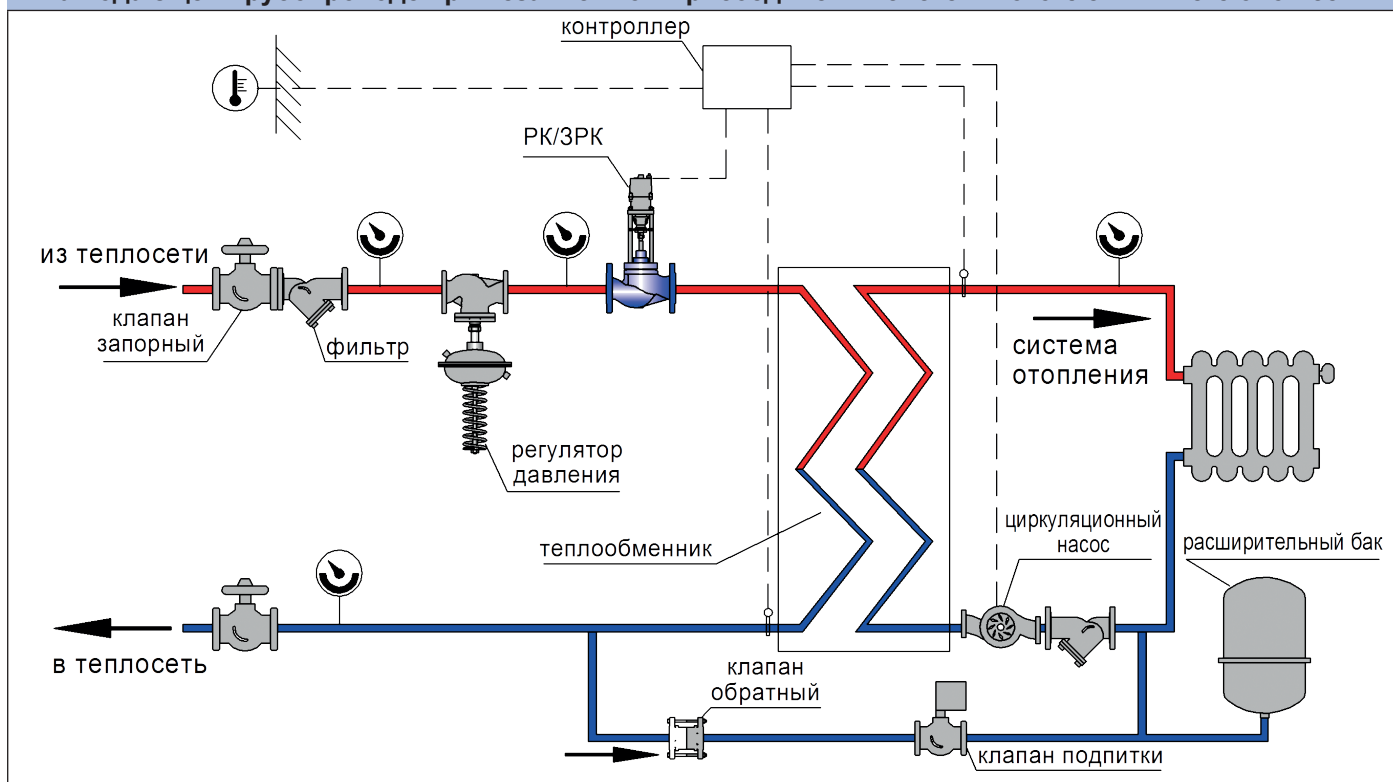 контроллер
РК/ЗРК
из теплосети
клапан
запорный
фильтр
регулятор
давления
система
отопления
теплообменник
циркуляционный
насос
расширительный бак
в теплосеть
клапан
обратный
клапан подпитки